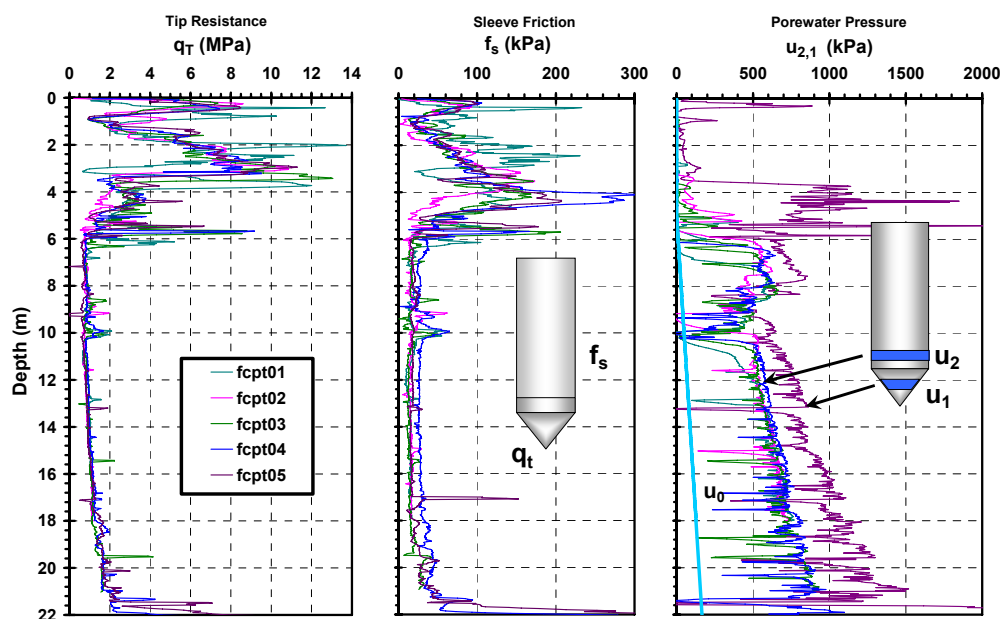 Tip Resistance
qT (MPa)
0 2 4 6 8 10 12 14
Sleeve Friction
fs (kPa)
0 100 200 300
Porewater Pressure
u2,1 (kPa)
0 500 1000 1500 2000
Depth (m)
0
2
4
6
8
10
12
14
16
18
20
22
fcpt01
fcpt02
fcpt03
fcpt04
fcpt05
fs
qt
u2
u1
u0